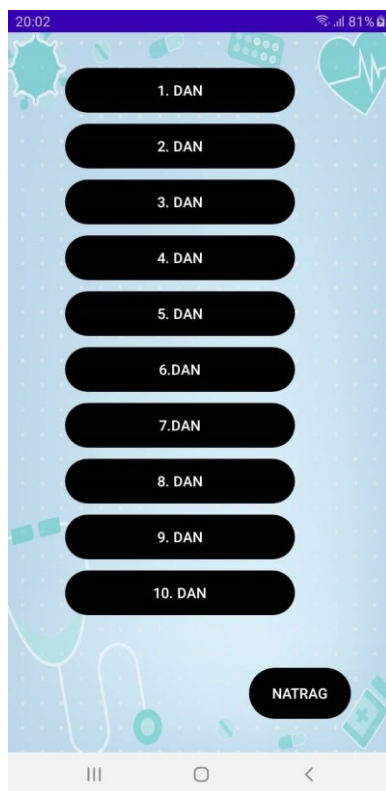 20:02 81%
1. DAN
2. DAN
3. DAN
4. DAN
5. DAN
6.DAN
7.DAN
8. DAN
9. DAN
10. DAN
NATRAG